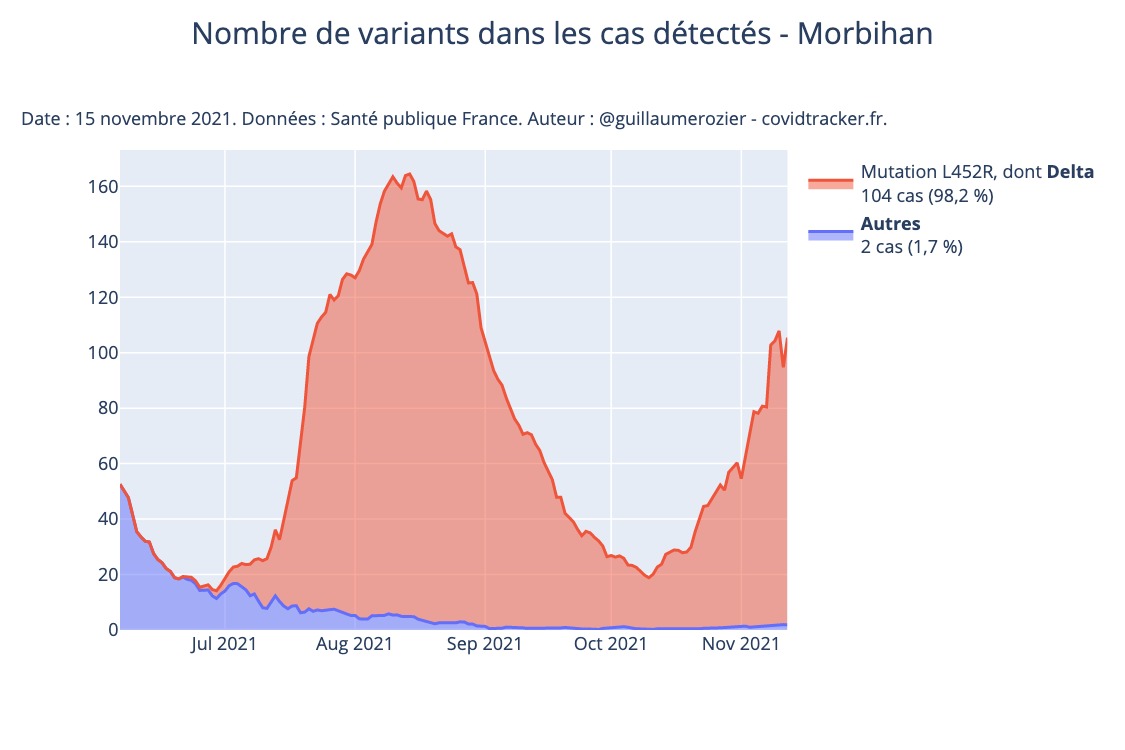 Nombre de variants dans les cas détectés - Morbihan
Date : 15 novembre 2021. Données : Santé publique France. Auteur : @guillaumerozier - covidtracker.fr.
Mutation L452R, dont Delta
104 cas (98,2 %)
Autres
2 cas (1,7 %)
160
140
120
100
80
60
40
20
0
Jul 2021
Aug 2021
Sep 2021
Oct 2021
Nov 2021